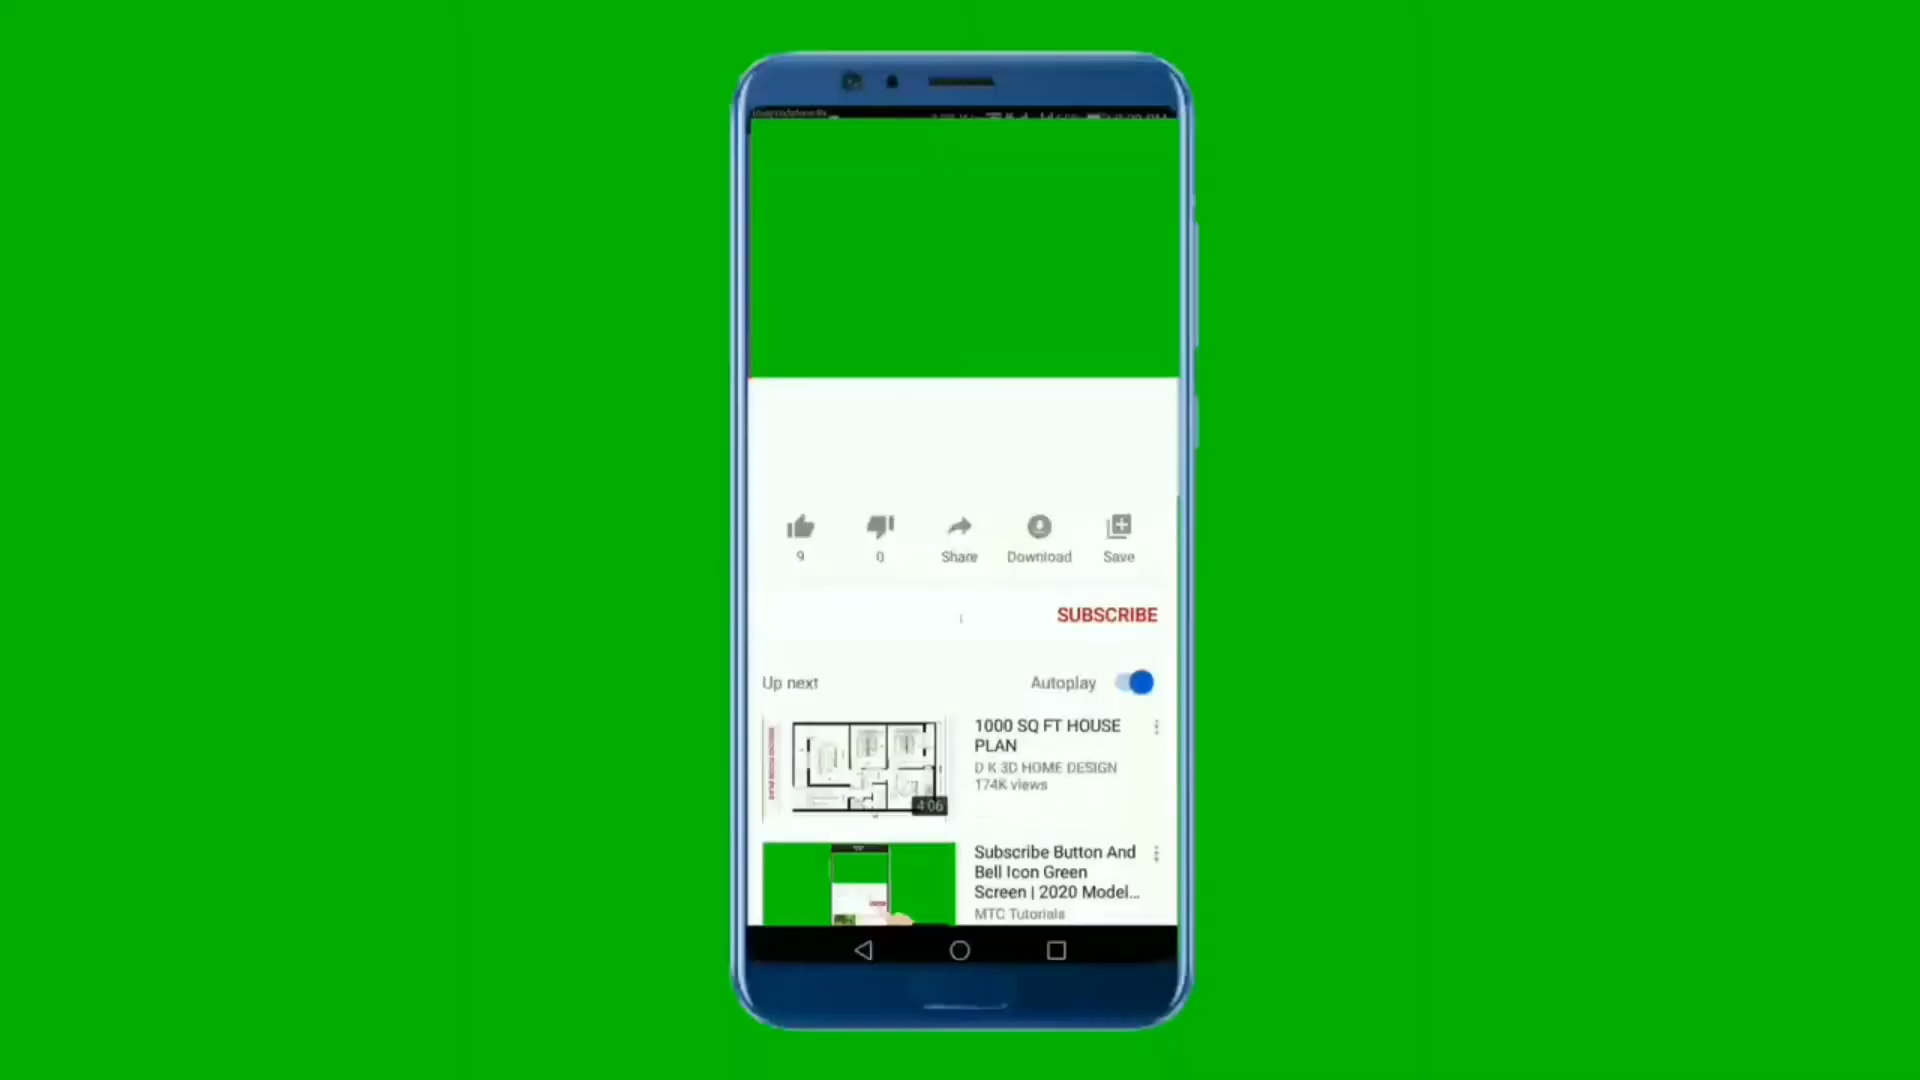 9
0
Share
Download
Save
SUBSCRIBE
Up next
Autoplay
1000 SQ FT HOUSE
PLAN
D K 3D HOME DESIGN
174K views
4:06
Subscribe Button And
Bell Icon Green
Screen | 2020 Model...
MTC Tutorials